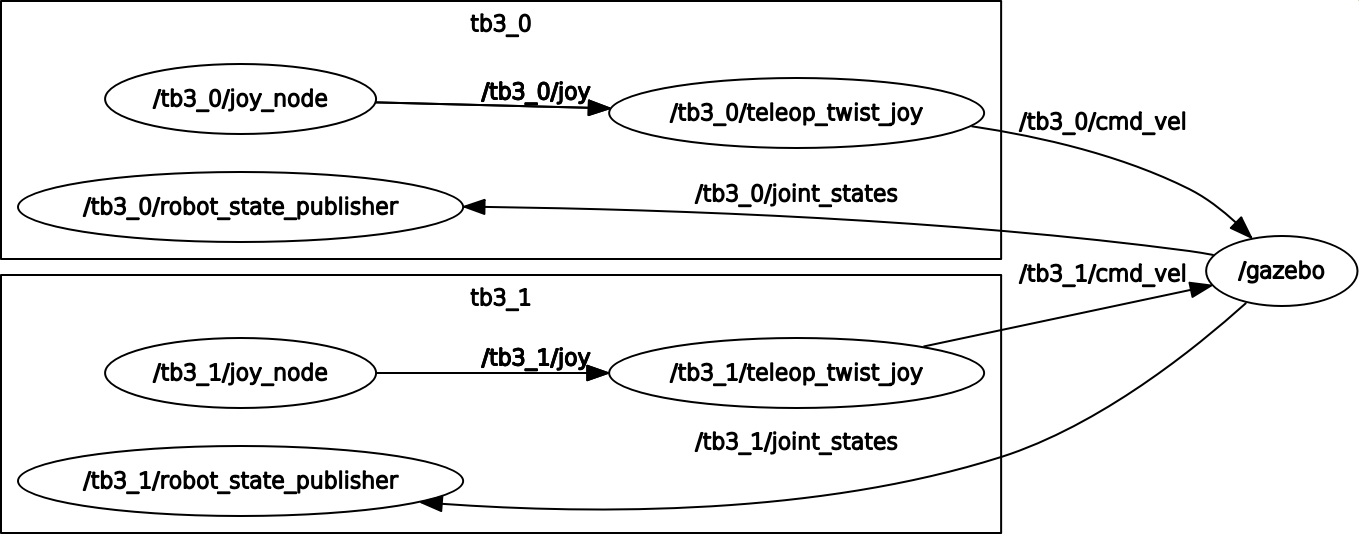 tb3_0
/tb3_0/joy_node
/tb3_0/joy
/tb3_0/teleop_twist_joy
/tb3_0/cmd_vel
/tb3_0/robot_state_publisher
/tb3_0/joint_states
/gazebo
tb3_1
/tb3_1/cmd_vel
/tb3_1/joy_node
/tb3_1/joy
/tb3_1/teleop_twist_joy
/tb3_1/joint_states
/tb3_1/robot_state_publisher